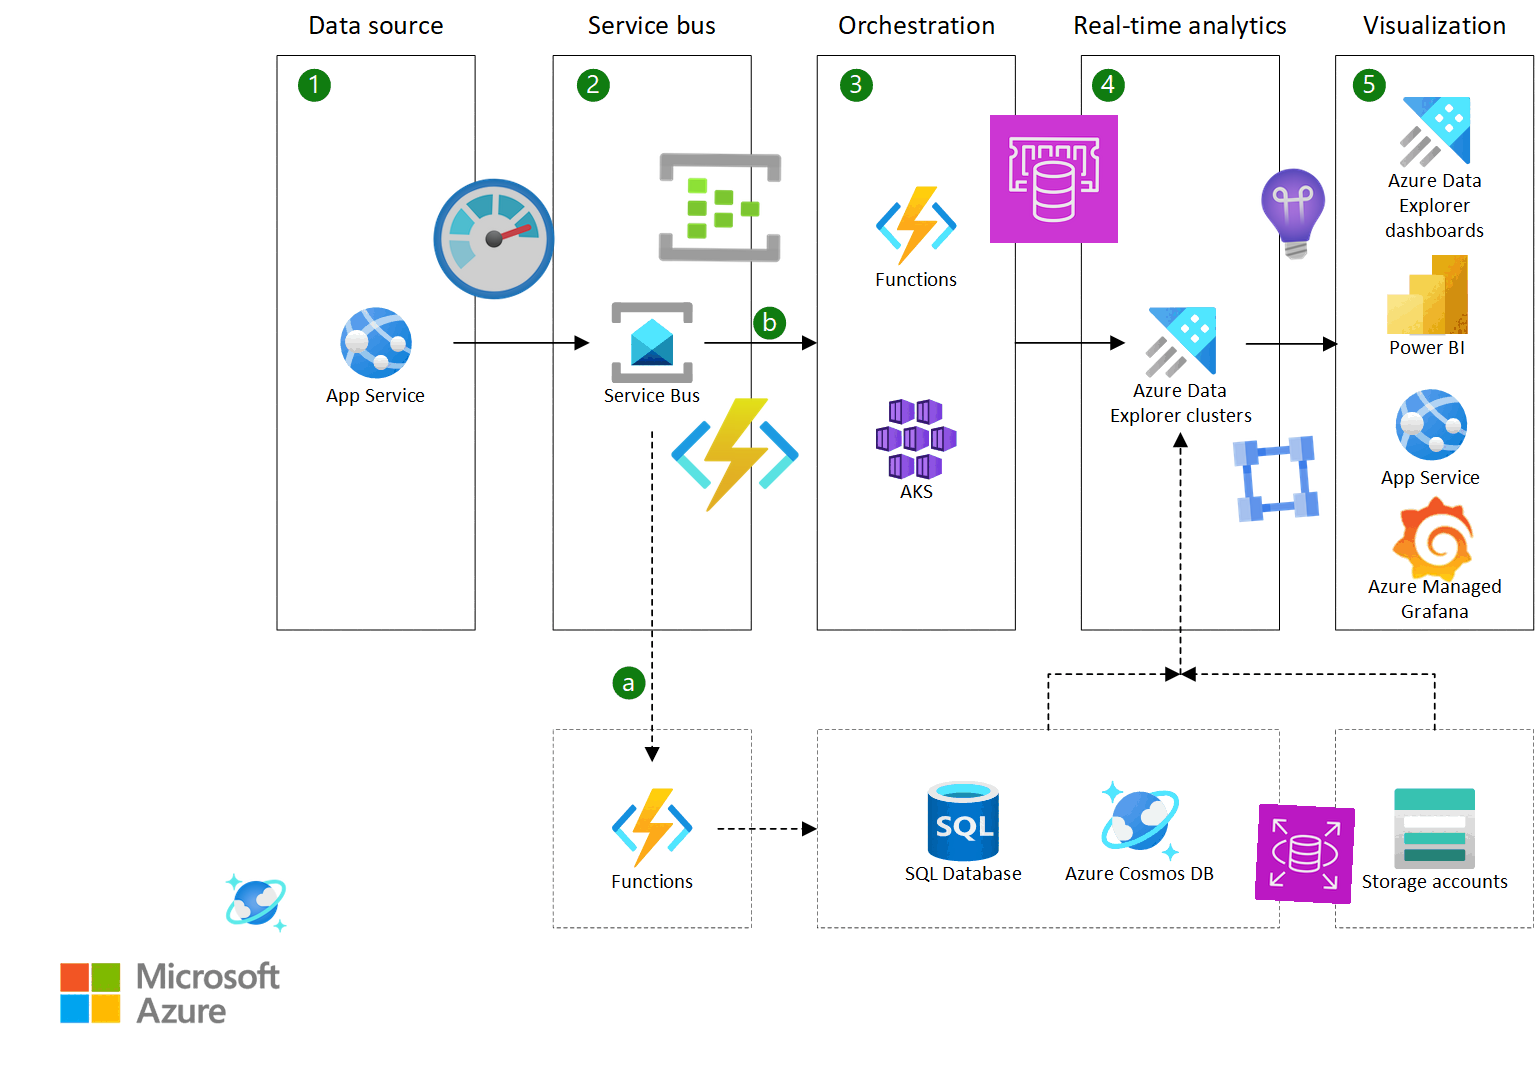 Data source
Service bus
Orchestration
Real-time analytics
Visualization
1
2
3
4
5
Azure Data
Explorer
dashboards
Functions
b
Power BI
App Service
Service Bus
Azure Data
Explorer clusters
App Service
AKS
Azure Managed
Grafana
a
SQL
Functions
SQL Database
Azure Cosmos DB
Storage accounts
Microsoft
Azure